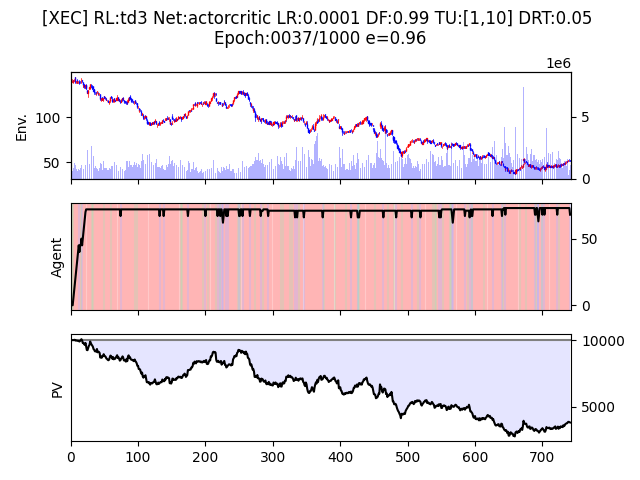 [XEC] RL:td3 Net:actorcritic LR:0.0001 DF:0.99 TU:[1,10] DRT:0.05
Epoch:0037/1000 e=0.96
1e6
Env.
100
50
5
0
Agent
50
0
PV
10000
5000
0 100 200 300 400 500 600 700